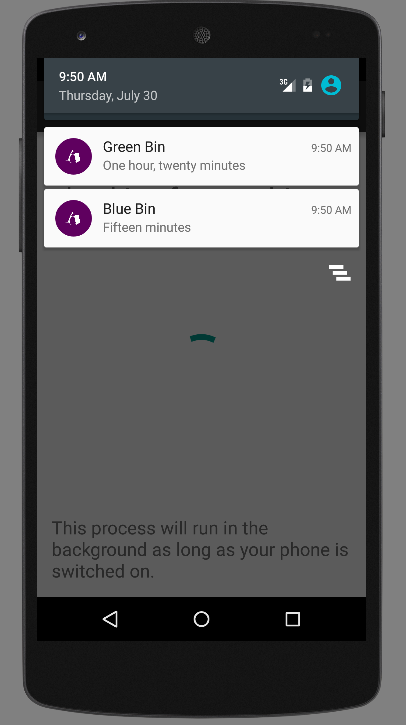 9:50 AM
Thursday, July 30
3G
Green Bin
9:50 AM
One hour, twenty minutes
Blue Bin
9:50 AM
Fifteen minutes
This process will run in the
background as long as your phone is
switched on.